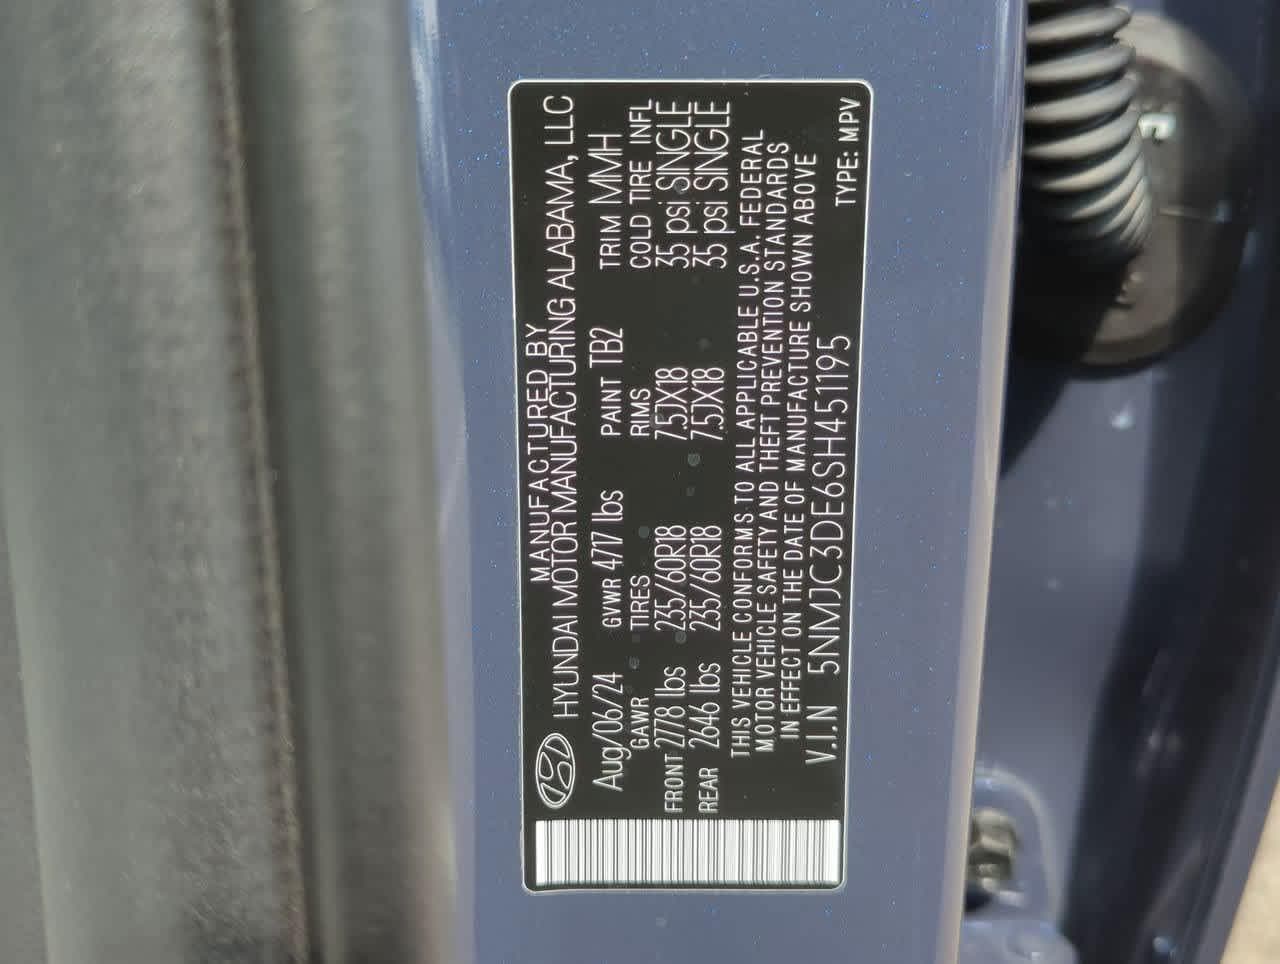 MANUFACTURED BY
HYUNDAI MOTOR MANUFACTURING ALABAMA, LLC
Aug/06/24 GVWR 4717 lbs PAINT TB2 TRIM MMH
GAWR TIRES RIMS COLD TIRE INFL
FRONT 2778 lbs 235/60R18 7.5JX18 35 psi SINGLE
REAR 2646 lbs 235/60R18 7.5JX18 35 psi SINGLE
THIS VEHICLE CONFORMS TO ALL APPLICABLE U.S.A. FEDERAL
MOTOR VEHICLE SAFETY AND THEFT PREVENTION STANDARDS
IN EFFECT ON THE DATE OF MANUFACTURE SHOWN ABOVE
V.I.N 5NMJC3DE6SH451195 TYPE: MPV